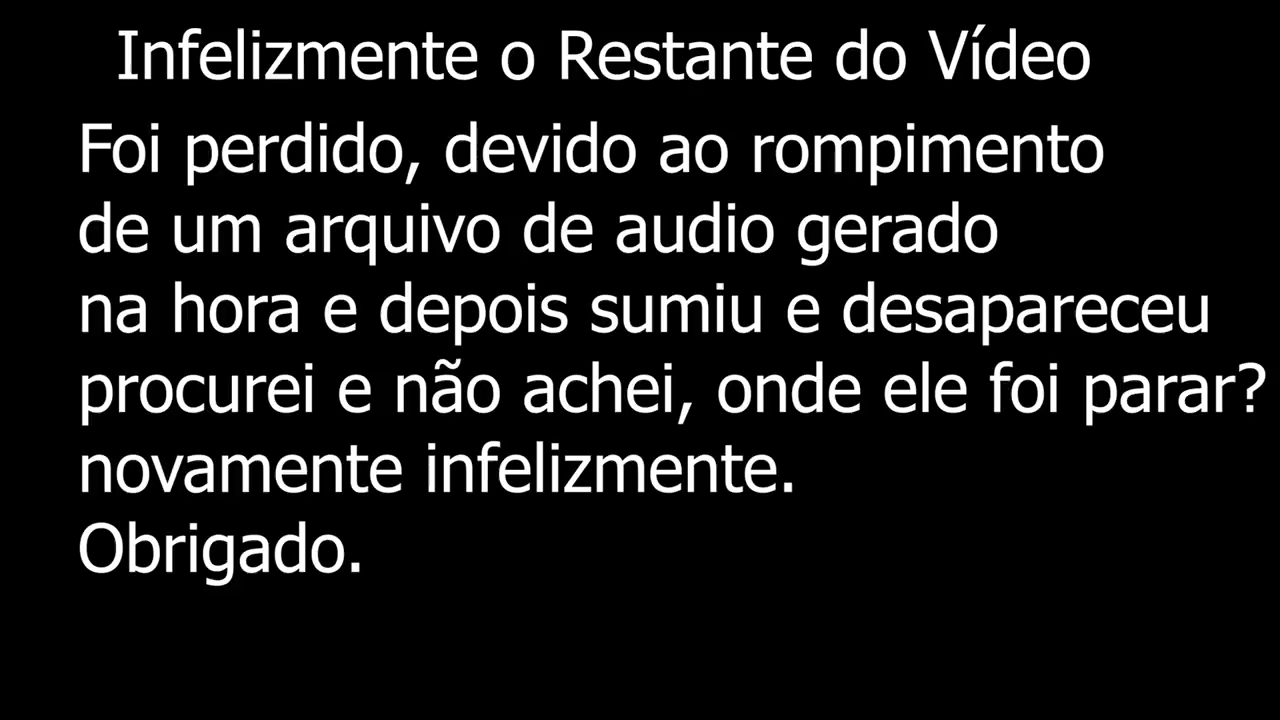 Infelizmente o Restante do Vídeo
Foi perdido, devido ao rompimento
de um arquivo de audio gerado
na hora e depois sumiu e desapareceu
procurei e não achei, onde ele foi parar?
novamente infelizmente.
Obrigado.